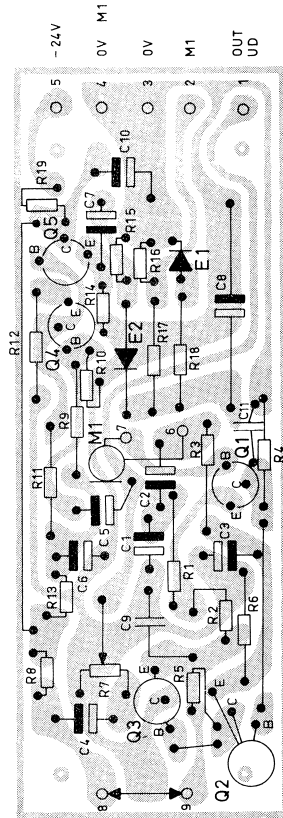 -24V
0V M1
0V
M1
OUT
UD
5
4
3
2
1
R19
C10
Q5
B
C
E
C7
R15
R16
E1
R12
Q4
C
E
B
R14
R10
E2
R17
R18
C8
R9
M1
7
6
R11
C5
C2
R3
Q1
B
C
E
C11
R4
C6
C1
C3
R13
R1
C9
R2
R6
R8
R7
C4
Q3
E
C
B
R5
E
C
B
Q2
8
9